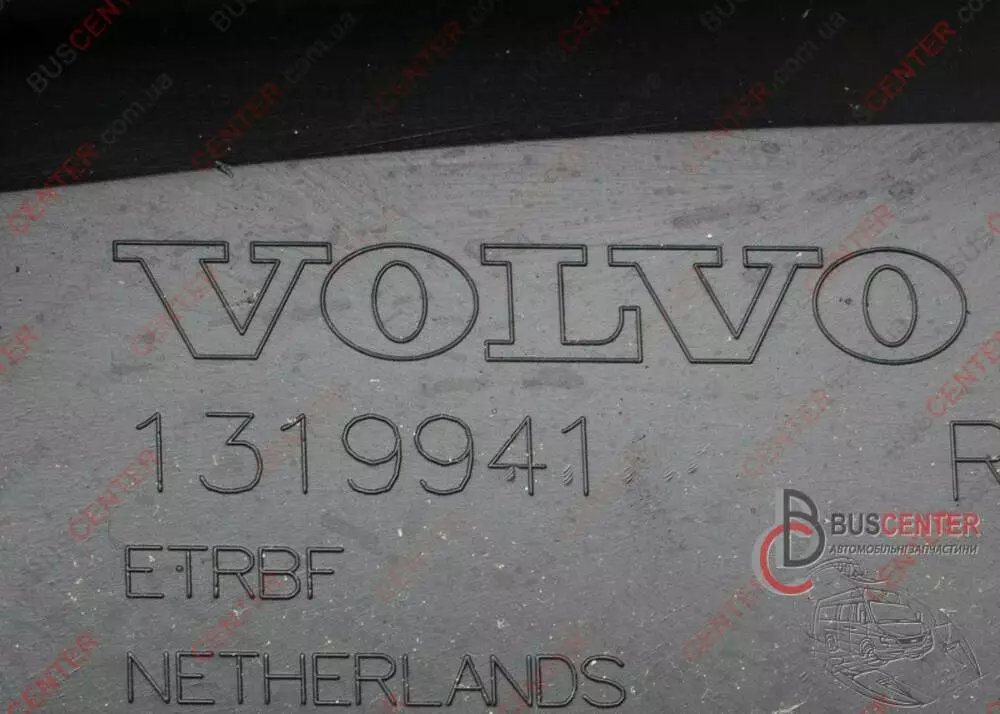 VOLVO
1319941 R
ETRBF
NETHERLANDS
BUSCENTER
АВТОМОБІЛЬНІ ЗАПЧАСТИНИ